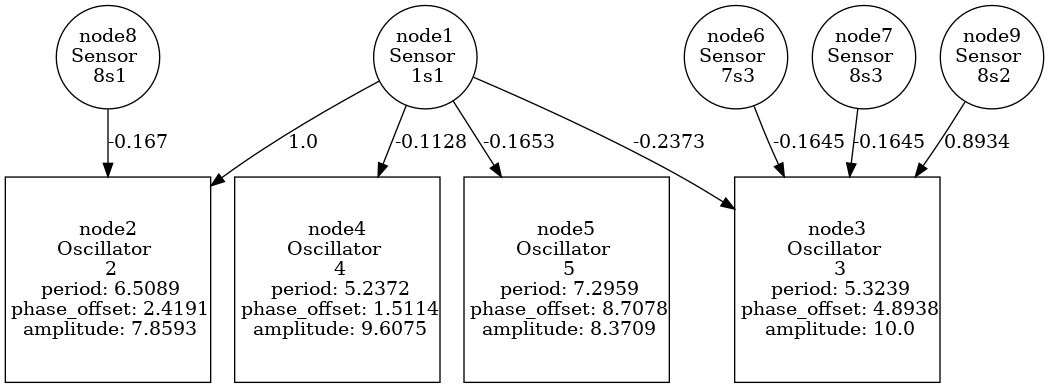 node8
Sensor
8s1
node1
Sensor
1s1
node6
Sensor
7s3
node7
Sensor
8s3
node9
Sensor
8s2
-0.167
1.0
-0.1128
-0.1653
-0.2373
-0.1645
-0.1645
0.8934
node2
Oscillator
2
period: 6.5089
phase_offset: 2.4191
amplitude: 7.8593
node4
Oscillator
4
period: 5.2372
phase_offset: 1.5114
amplitude: 9.6075
node5
Oscillator
5
period: 7.2959
phase_offset: 8.7078
amplitude: 8.3709
node3
Oscillator
3
period: 5.3239
phase_offset: 4.8938
amplitude: 10.0